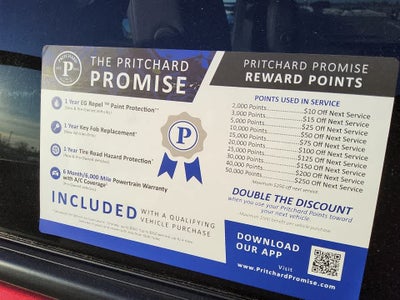 THE PRITCHARD
PROMISE
P
1 Year EG Repel™ Paint Protection™
1 Year Key Fob Replacement*
1 Year Tire Road Hazard Protection*
6 Month/6,000 Mile Powertrain Warranty
with A/C Coverage*
P
INCLUDED
WITH A QUALIFYING
VEHICLE PURCHASE
PRITCHARD PROMISE
REWARD POINTS
POINTS USED IN SERVICE
2,000 Points $10 Off Next Service
3,000 Points $15 Off Next Service
5,000 Points $25 Off Next Service
10,000 Points $50 Off Next Service
15,000 Points $75 Off Next Service
20,000 Points $100 Off Next Service
25,000 Points $125 Off Next Service
30,000 Points $150 Off Next Service
40,000 Points $200 Off Next Service
50,000 Points $250 Off Next Service
DOUBLE THE DISCOUNT
when you use your Pritchard Points toward
your next vehicle.
DOWNLOAD
OUR APP
Visit
www.PritchardPromise.com